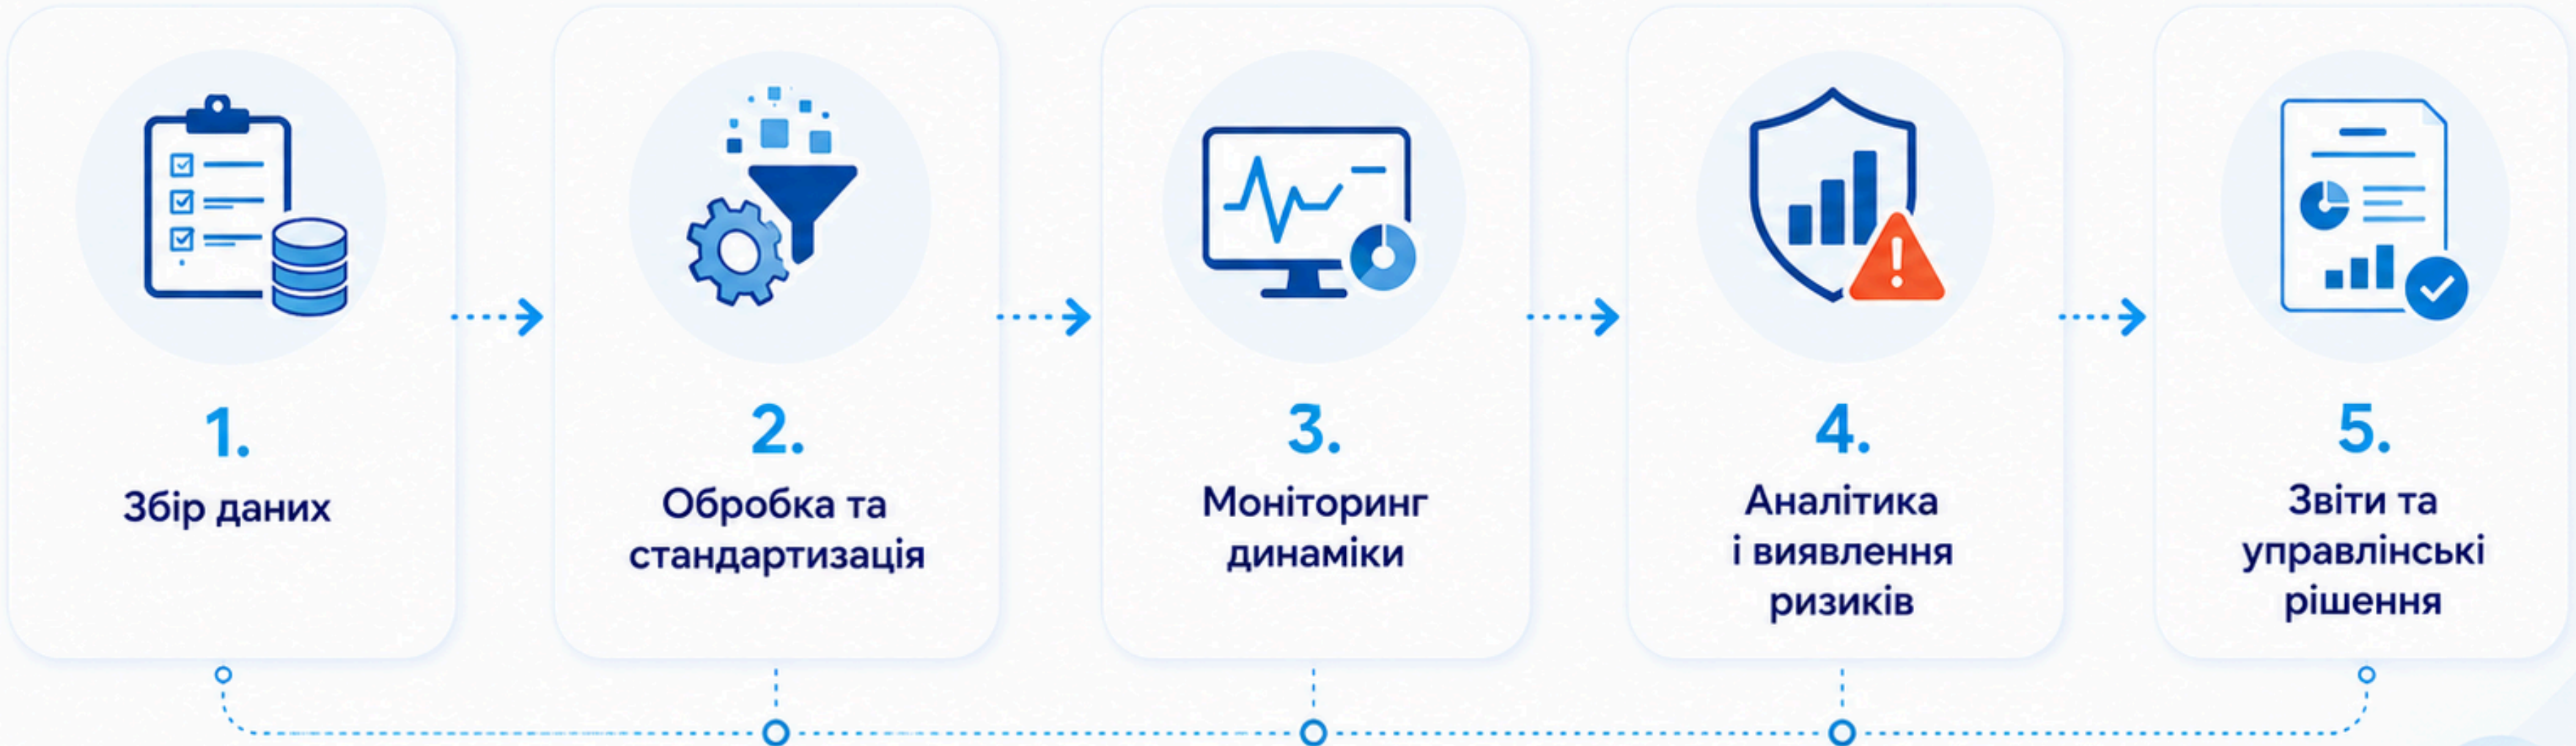 1.
Збір даних
2.
Обробка та
стандартизація
3.
Моніторинг
динаміки
4.
Аналітика
і виявлення
ризиків
5.
Звіти та
управлінські
рішення